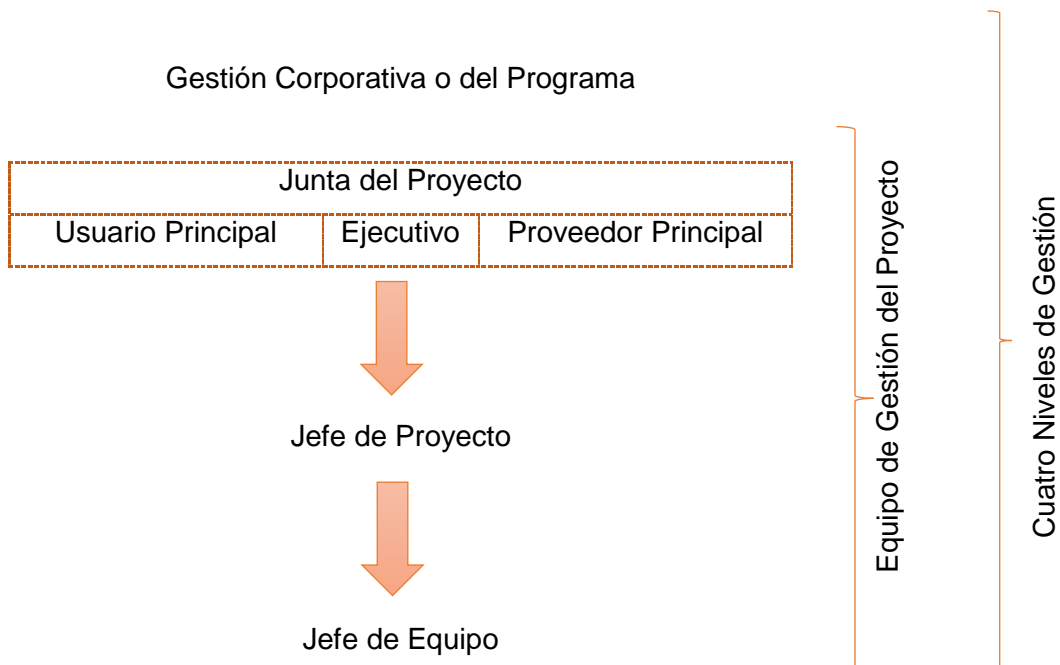 Gestión Corporativa o del Programa
Junta del Proyecto
Usuario Principal
Ejecutivo
Proveedor Principal
Jefe de Proyecto
Jefe de Equipo
Equipo de Gestión del Proyecto
Cuatro Niveles de Gestión